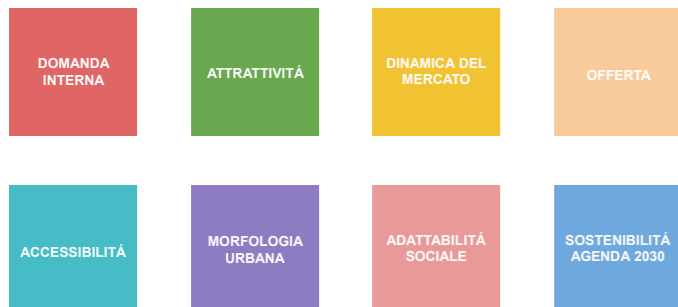 DOMANDA
INTERNA
ATTRATTIVITÁ
DINAMICA DEL
MERCATO
OFFERTA
ACCESSIBILITÁ
MORFOLOGIA
URBANA
ADATTABILITÁ
SOCIALE
SOSTENIBILITÁ
AGENDA 2030